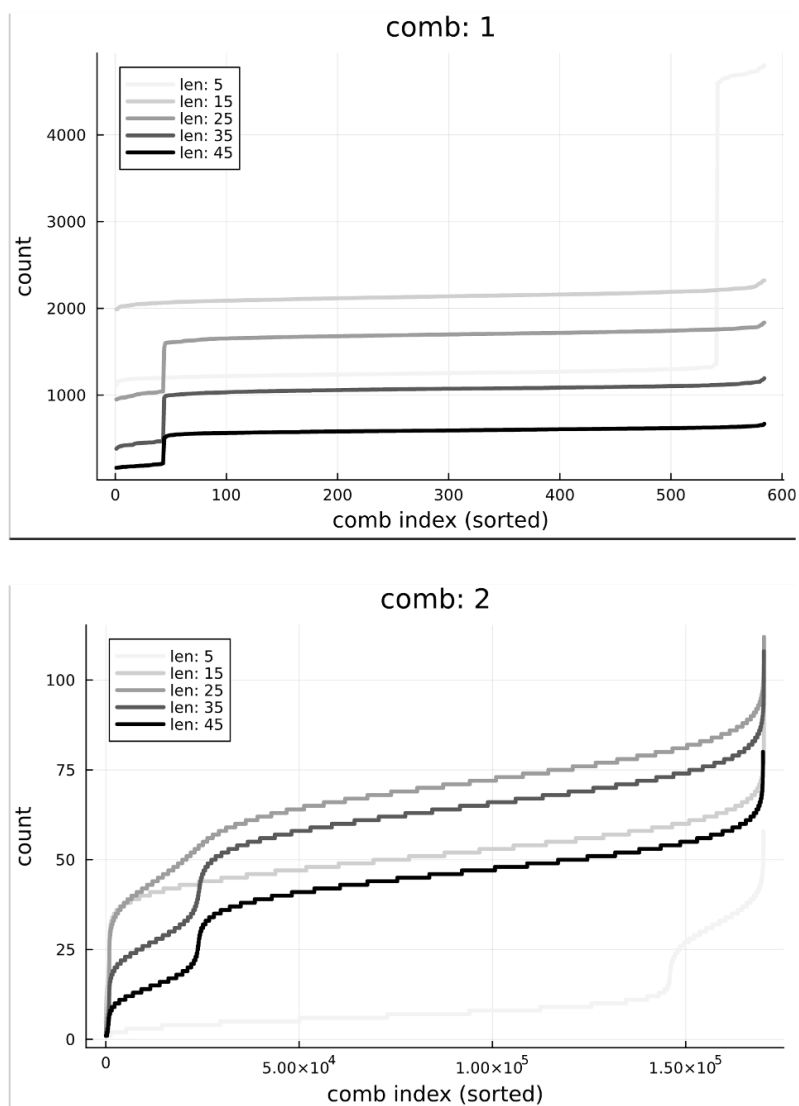 comb: 1
len: 5
len: 15
len: 25
len: 35
len: 45
4000
3000
2000
1000
count
0
100
200
300
400
500
600
comb index (sorted)
comb: 2
len: 5
len: 15
len: 25
len: 35
len: 45
100
75
50
25
0
count
0
5.00×10⁴
1.00×10⁵
1.50×10⁵
comb index (sorted)